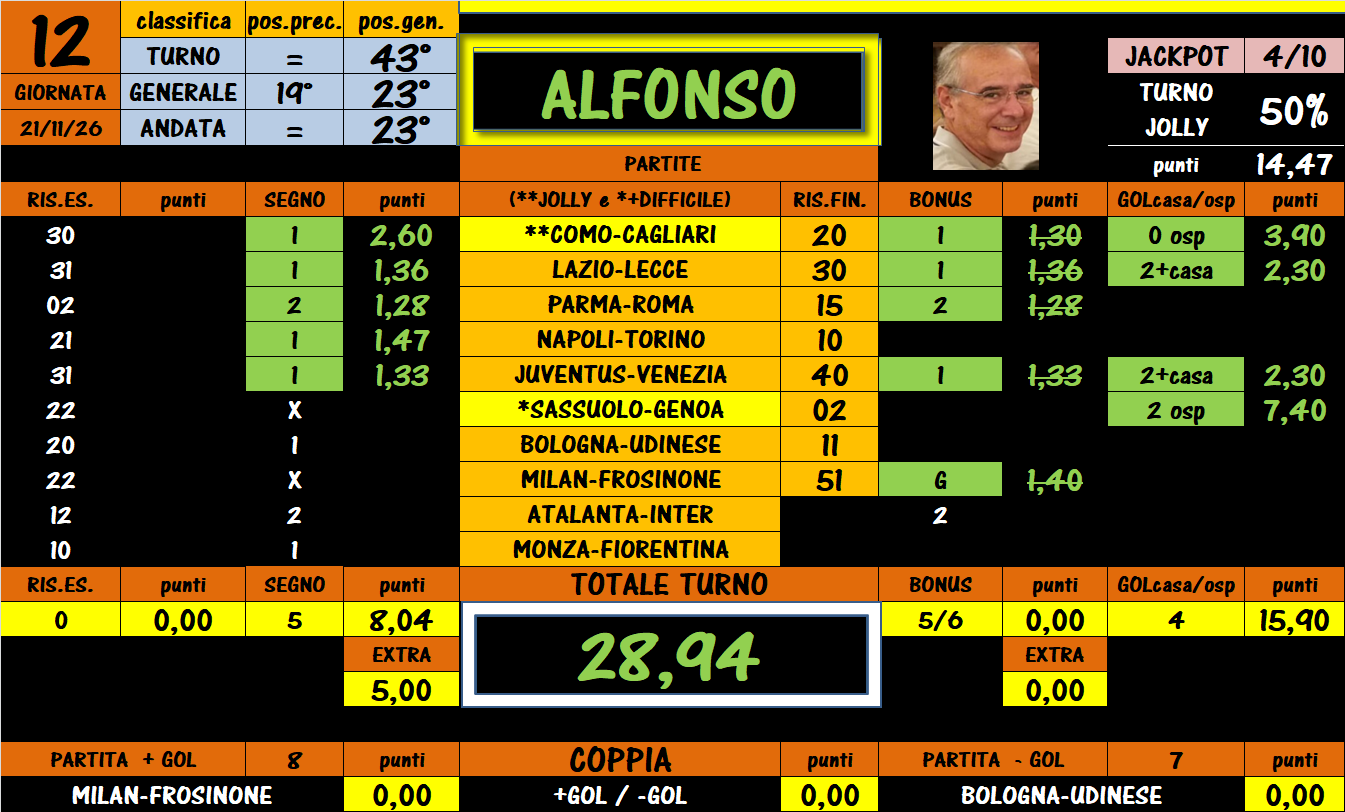 12 classifica pos.prec. pos.gen.
TURNO = 43° ALFONSO JACKPOT 4/10
GIORNATA GENERALE 19° 23° TURNO JOLLY 50%
21/11/26 ANDATA = 23°
PARTITE punti 14,47
RIS.ES. punti SEGNO punti (**JOLLY e *+DIFFICILE) RIS.FIN. BONUS punti GOLcasa/osp punti
30 1 2,60 **COMO-CAGLIARI 20 1 1,30 0 osp 3,90
31 1 1,36 LAZIO-LECCE 30 1 1,36 2+casa 2,30
02 2 1,28 PARMA-ROMA 15 2 1,28
21 1 1,47 NAPOLI-TORINO 10
31 1 1,33 JUVENTUS-VENEZIA 40 1 1,33 2+casa 2,30
22 X *SASSUOLO-GENOA 02 2 osp 7,40
20 1 BOLOGNA-UDINESE 11
22 X MILAN-FROSINONE 51 G 1,40
12 2 ATALANTA-INTER 2
10 1 MONZA-FIORENTINA
RIS.ES. punti SEGNO punti TOTALE TURNO BONUS punti GOLcasa/osp punti
0 0,00 5 8,04 28,94 5/6 0,00 4 15,90
EXTRA EXTRA
5,00 0,00
PARTITA + GOL 8 punti COPPIA punti PARTITA - GOL 7 punti
MILAN-FROSINONE 0,00 +GOL / -GOL 0,00 BOLOGNA-UDINESE 0,00